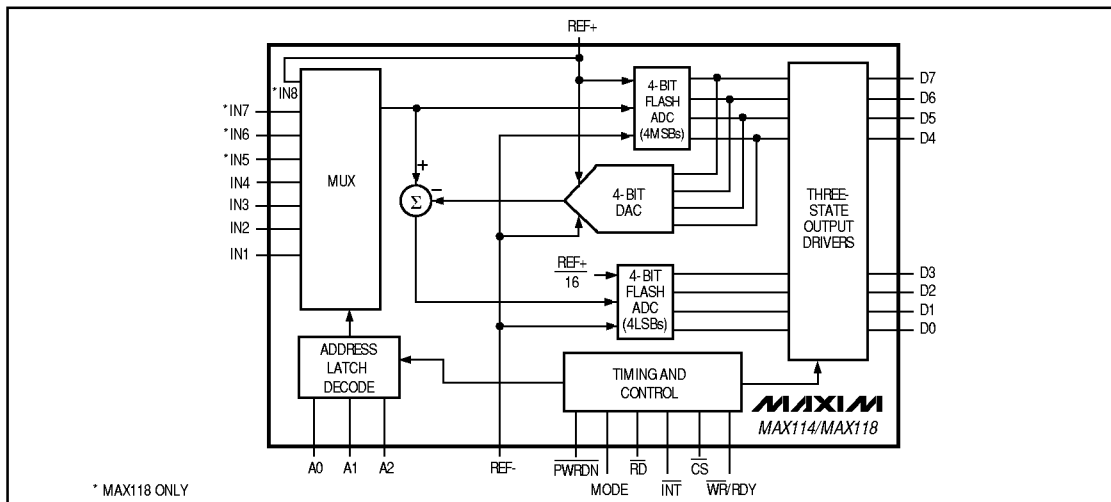 REF+
*IN8
*IN7
*IN6
*IN5
IN4
IN3
IN2
IN1
MUX
4-BIT
FLASH
ADC
(4MSBs)
+
−
Σ
4-BIT
DAC
REF+
16
4-BIT
FLASH
ADC
(4LSBs)
THREE-
STATE
OUTPUT
DRIVERS
D7
D6
D5
D4
D3
D2
D1
D0
ADDRESS
LATCH
DECODE
TIMING AND
CONTROL
MAXIM
MAX114/MAX118
A0
A1
A2
REF-
PWRDN
MODE
RD
INT
CS
WR/RDY
* MAX118 ONLY